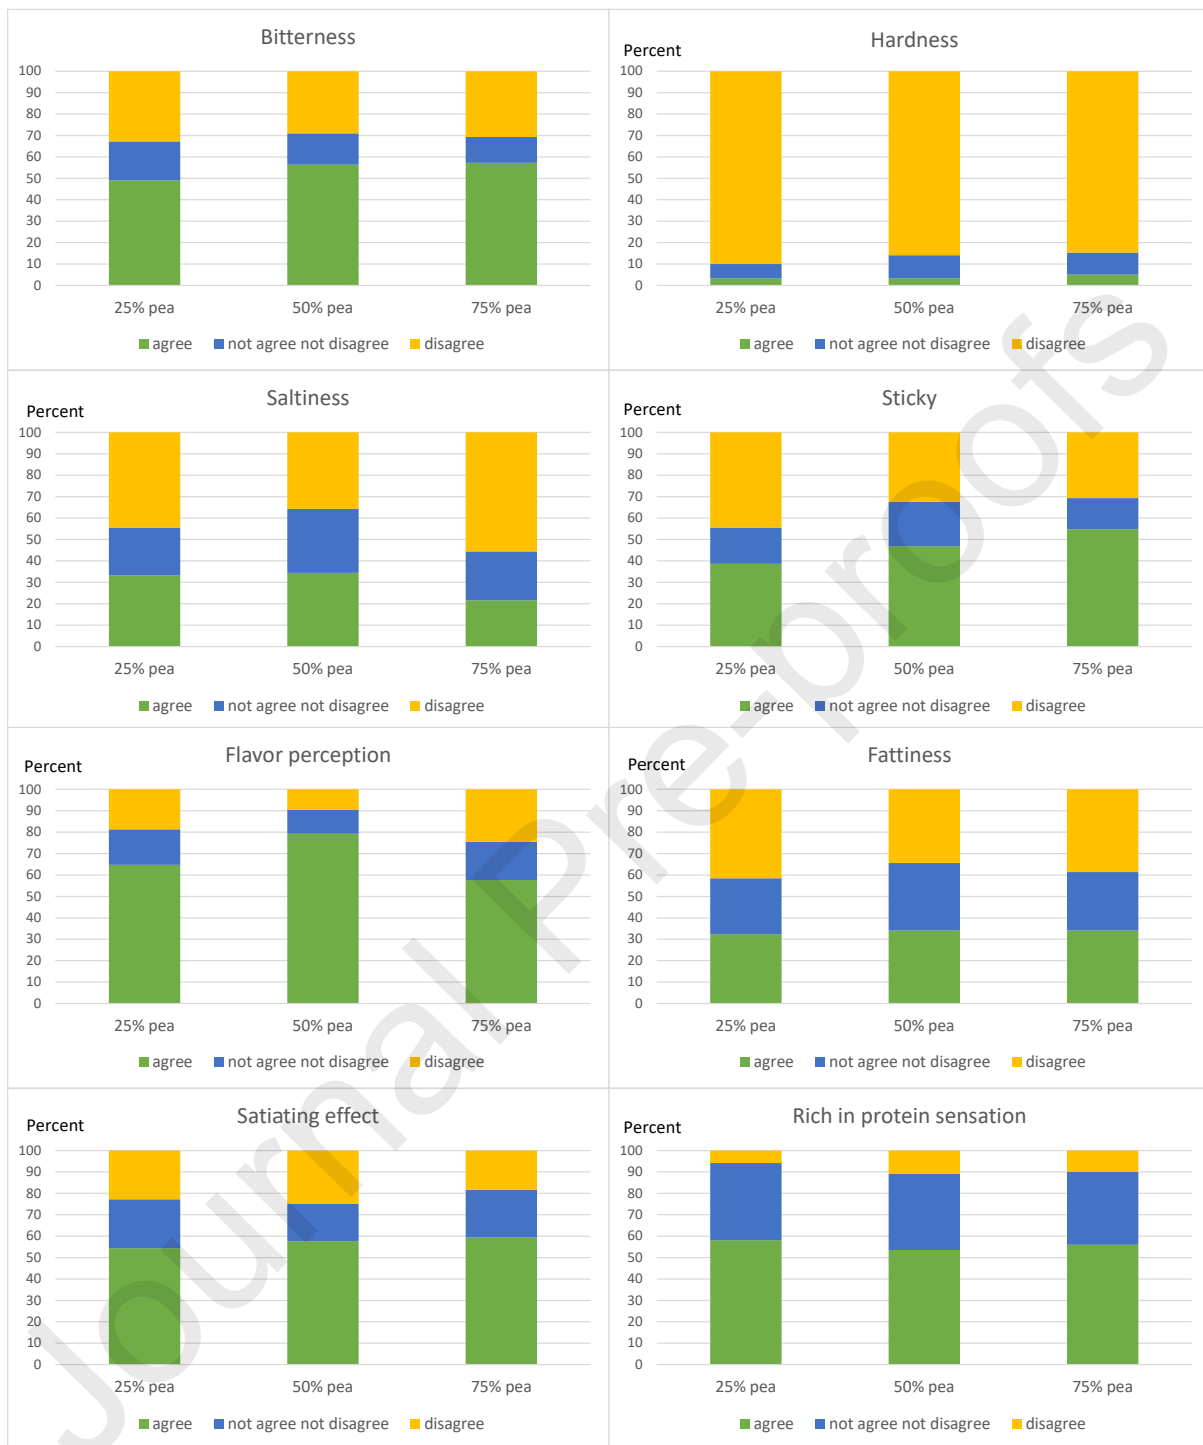 Bitterness
100
90
80
70
60
50
40
30
20
10
0
25% pea 50% pea 75% pea
agree not agree not disagree disagree
Hardness
Percent
100
90
80
70
60
50
40
30
20
10
0
25% pea 50% pea 75% pea
agree not agree not disagree disagree
Saltiness
Percent
100
90
80
70
60
50
40
30
20
10
0
25% pea 50% pea 75% pea
agree not agree not disagree disagree
Sticky
Percent
100
90
80
70
60
50
40
30
20
10
0
25% pea 50% pea 75% pea
agree not agree not disagree disagree
Flavor perception
Percent
100
90
80
70
60
50
40
30
20
10
0
25% pea 50% pea 75% pea
agree not agree not disagree disagree
Fattiness
Percent
100
90
80
70
60
50
40
30
20
10
0
25% pea 50% pea 75% pea
agree not agree not disagree disagree
Satiating effect
Percent
100
90
80
70
60
50
40
30
20
10
0
25% pea 50% pea 75% pea
agree not agree not disagree disagree
Rich in protein sensation
Percent
100
90
80
70
60
50
40
30
20
10
0
25% pea 50% pea 75% pea
agree not agree not disagree disagree
Journal Pre-proofs